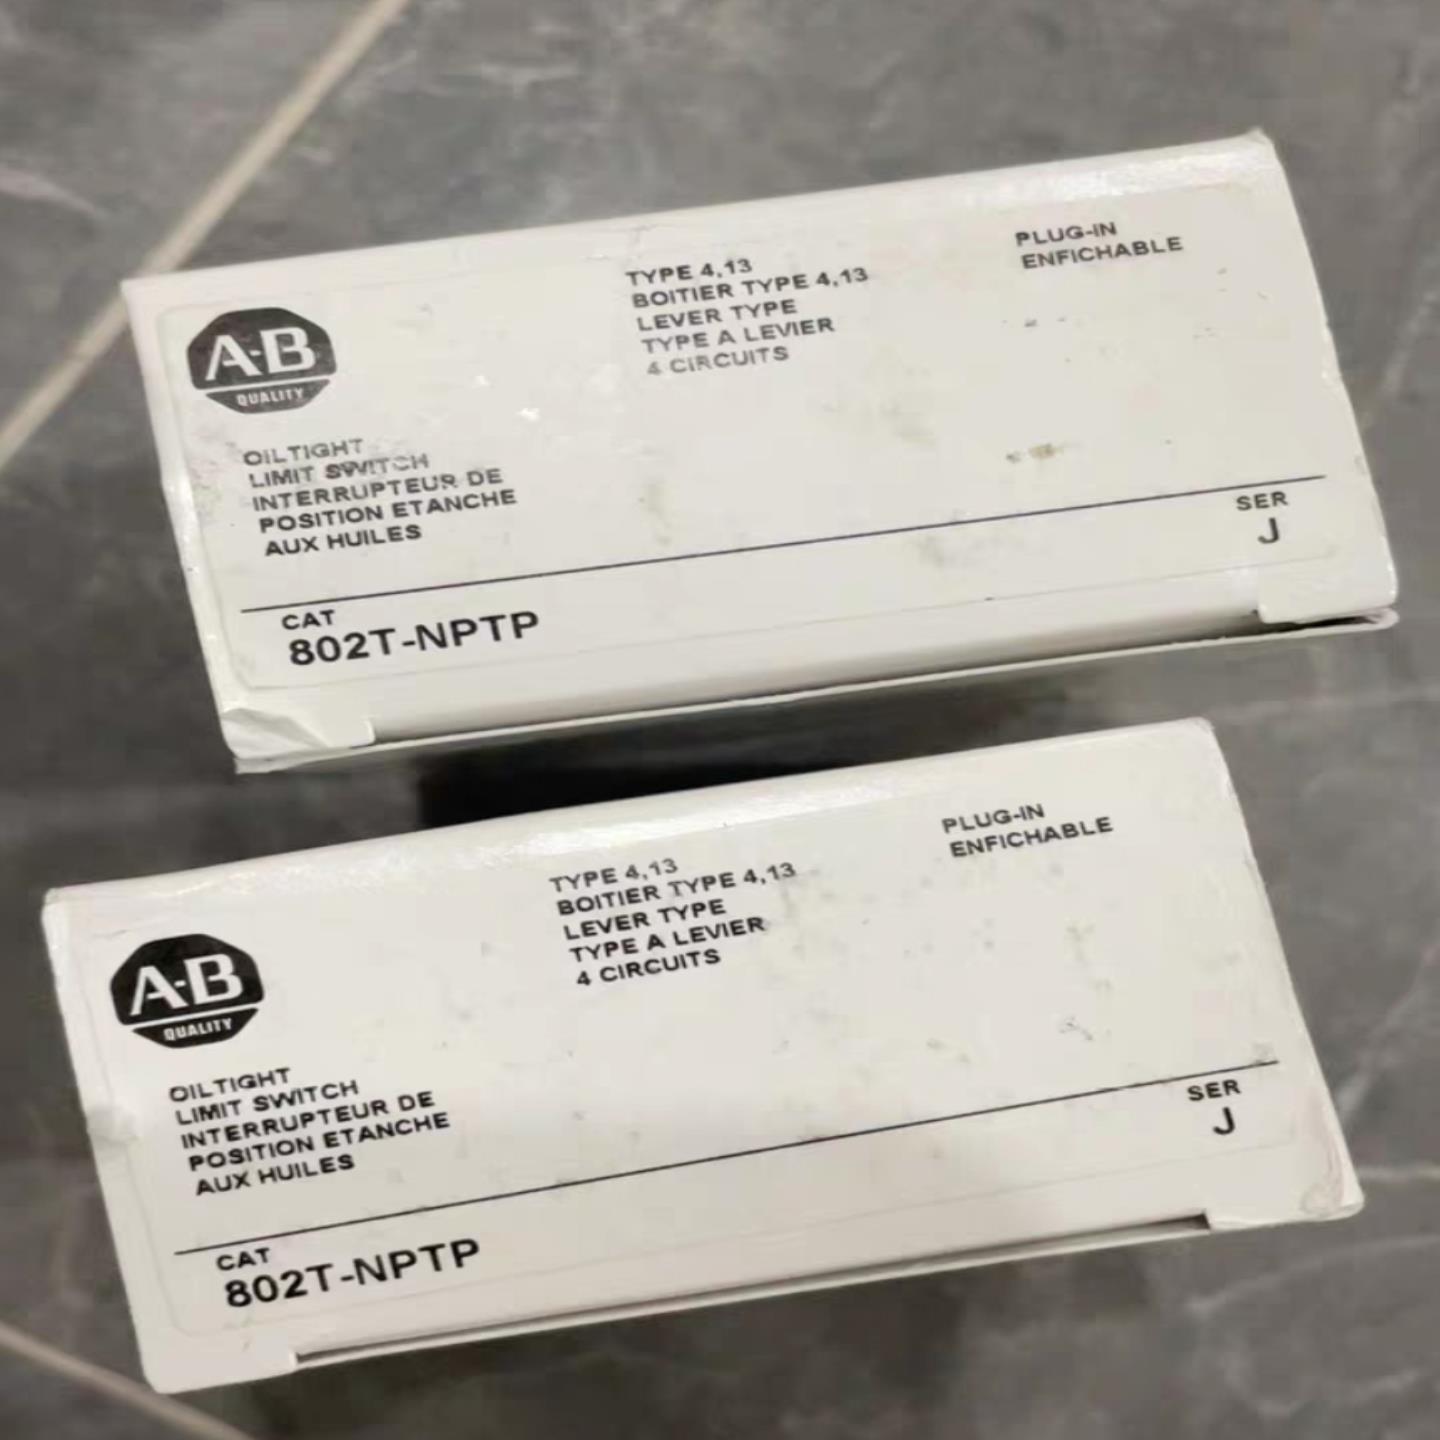 A-B
QUALITY
TYPE 4,13
BOITIER TYPE 4,13
LEVER TYPE
TYPE A LEVIER
4 CIRCUITS
PLUG-IN
ENFICHABLE
OILTIGHT
LIMIT SWITCH
INTERRUPTEUR DE
POSITION ETANCHE
AUX HUILES
SER
J
CAT
802T-NPTP
A-B
QUALITY
TYPE 4,13
BOITIER TYPE 4,13
LEVER TYPE
TYPE A LEVIER
4 CIRCUITS
PLUG-IN
ENFICHABLE
OILTIGHT
LIMIT SWITCH
INTERRUPTEUR DE
POSITION ETANCHE
AUX HUILES
SER
J
CAT
802T-NPTP